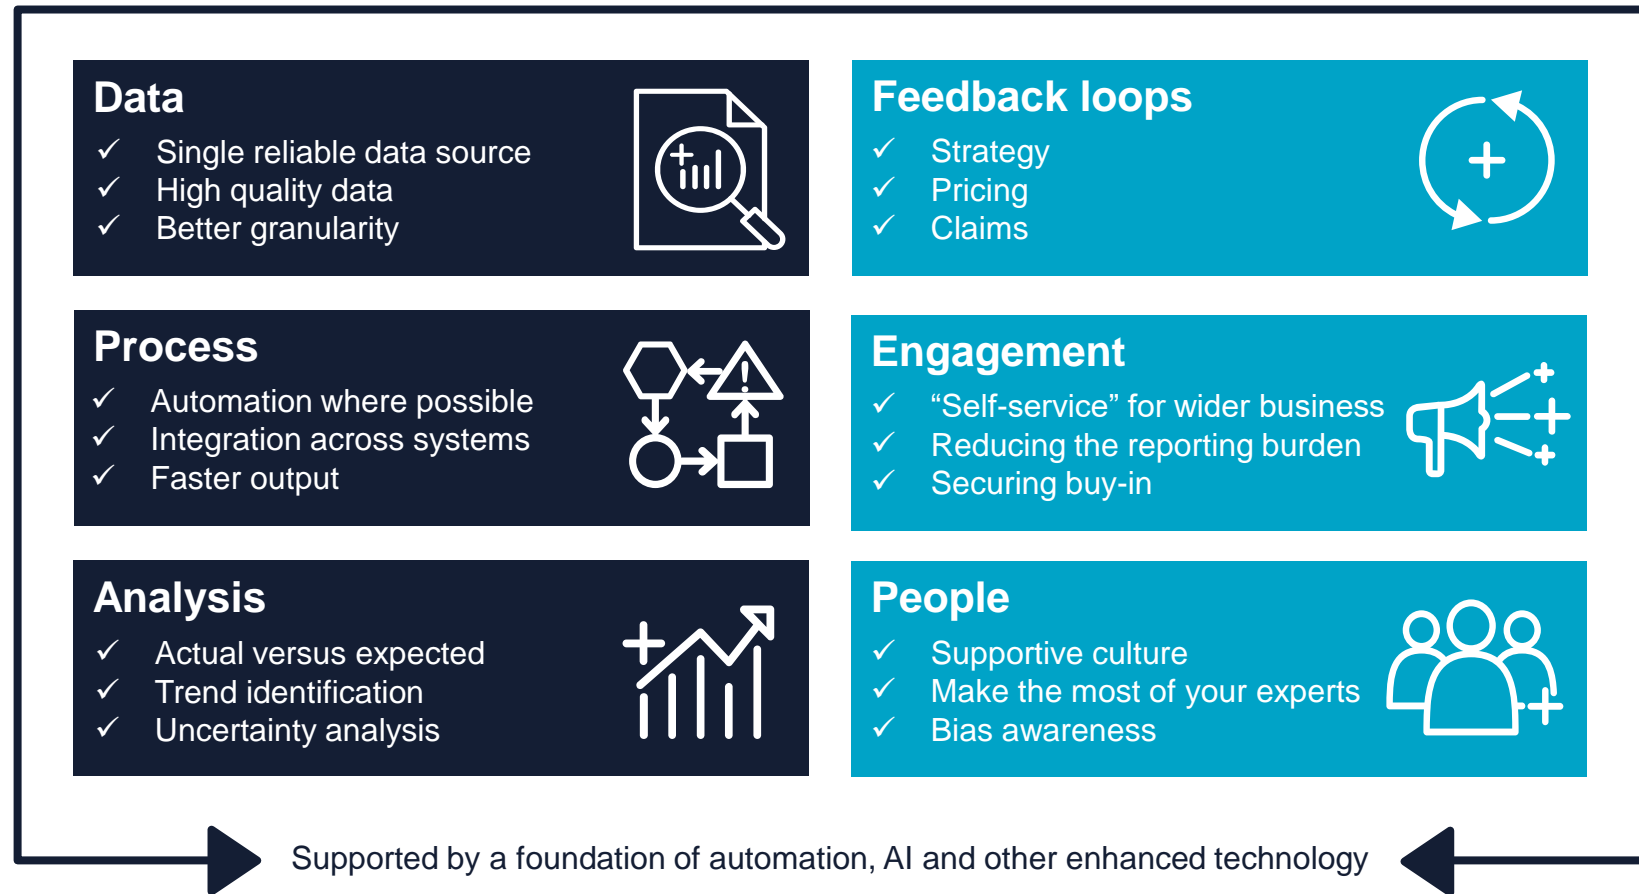 Data
✓ Single reliable data source
✓ High quality data
✓ Better granularity
Process
✓ Automation where possible
✓ Integration across systems
✓ Faster output
Analysis
✓ Actual versus expected
✓ Trend identification
✓ Uncertainty analysis
Feedback loops
✓ Strategy
✓ Pricing
✓ Claims
Engagement
✓ “Self-service” for wider business
✓ Reducing the reporting burden
✓ Securing buy-in
People
✓ Supportive culture
✓ Make the most of your experts
✓ Bias awareness
Supported by a foundation of automation, AI and other enhanced technology